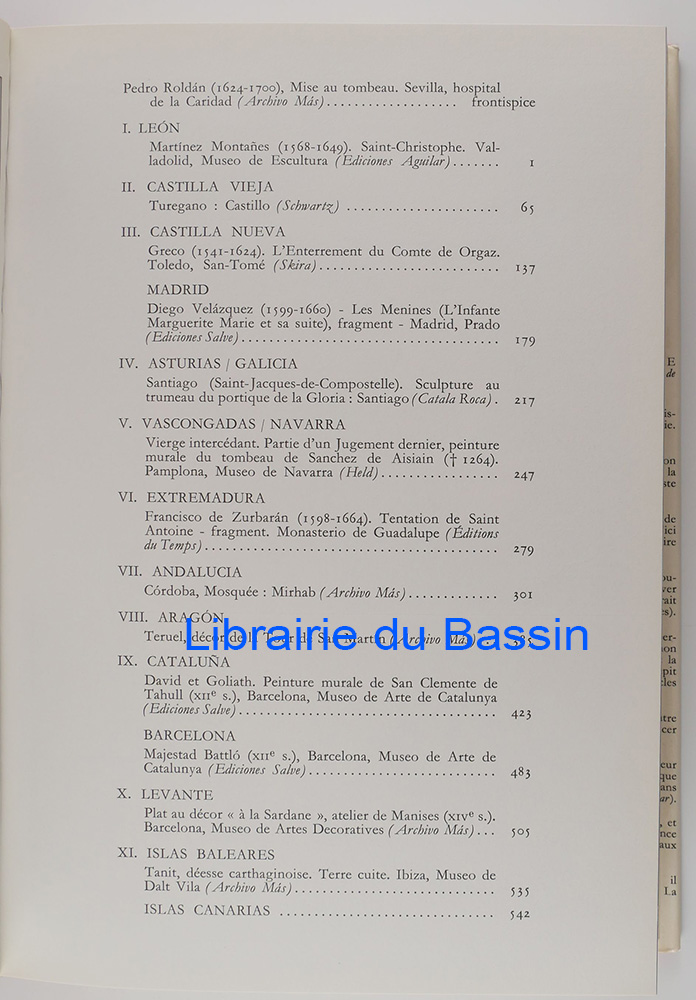 Pedro Roldán (1624-1700), Mise au tombeau. Sevilla, hospital
de la Caridad (Archivo Más) . . . . . . . . . . . . . . . . . . . frontispice
I. LEÓN
Martínez Montañes (1568-1649). Saint-Christophe. Val-
ladolid, Museo de Escultura (Ediciones Aguilar) . . . . . . . 1
II. CASTILLA VIEJA
Turegano : Castillo (Schwartz) . . . . . . . . . . . . . . . . . . . . . . 65
III. CASTILLA NUEVA
Greco (1541-1624). L'Enterrement du Comte de Orgaz.
Toledo, San-Tomé (Skira) . . . . . . . . . . . . . . . . . . . . . . . . . . 137
MADRID
Diego Velázquez (1599-1660) - Les Menines (L'Infante
Marguerite Marie et sa suite), fragment - Madrid, Prado
(Ediciones Salve) . . . . . . . . . . . . . . . . . . . . . . . . . . . . . . . . . . . . . 179
IV. ASTURIAS / GALICIA
Santiago (Saint-Jacques-de-Compostelle). Sculpture au
trumeau du portique de la Gloria : Santiago (Catala Roca) . 217
V. VASCONGADAS / NAVARRA
Vierge intercédant. Partie d'un Jugement dernier, peinture
murale du tombeau de Sanchez de Aisiain († 1264).
Pamplona, Museo de Navarra (Held) . . . . . . . . . . . . . . . . . 247
VI. EXTREMADURA
Francisco de Zurbarán (1598-1664). Tentation de Saint
Antoine - fragment. Monasterio de Guadalupe (Éditions
du Temps) . . . . . . . . . . . . . . . . . . . . . . . . . . . . . . . . . . . . . . . . . . 279
VII. ANDALUCIA
Córdoba, Mosquée : Mirhab (Archivo Más) . . . . . . . . . . . . . 301
VIII. ARAGÓN
Teruel, décor de la Tour de San Martín (Archivo Más) . . . . . 385
Librairie du Bassin
IX. CATALUÑA
David et Goliath. Peinture murale de San Clemente de
Tahull (XIIe s.), Barcelona, Museo de Arte de Catalunya
(Ediciones Salve) . . . . . . . . . . . . . . . . . . . . . . . . . . . . . . . . . . . . . 423
BARCELONA
Majestad Battló (XIIe s.), Barcelona, Museo de Arte de
Catalunya (Ediciones Salve) . . . . . . . . . . . . . . . . . . . . . . . . . . . 483
X. LEVANTE
Plat au décor « à la Sardane », atelier de Manises (XIVe s.).
Barcelona, Museo de Artes Decoratives (Archivo Más) . . . 505
XI. ISLAS BALEARES
Tanit, déesse carthaginoise. Terre cuite. Ibiza, Museo de
Dalt Vila (Archivo Más) . . . . . . . . . . . . . . . . . . . . . . . . . . . . . 535
ISLAS CANARIAS . . . . . . . . . . . . . . . . . . . . . . . . . . . . . . . 542